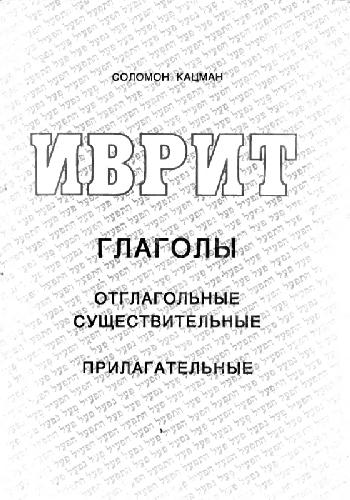 СОЛОМОН КАЦМАН
ИВРИТ
ГЛАГОЛЫ
ОТГЛАГОЛЬНЫЕ
СУЩЕСТВИТЕЛЬНЫЕ
ПРИЛАГАТЕЛЬНЫЕ